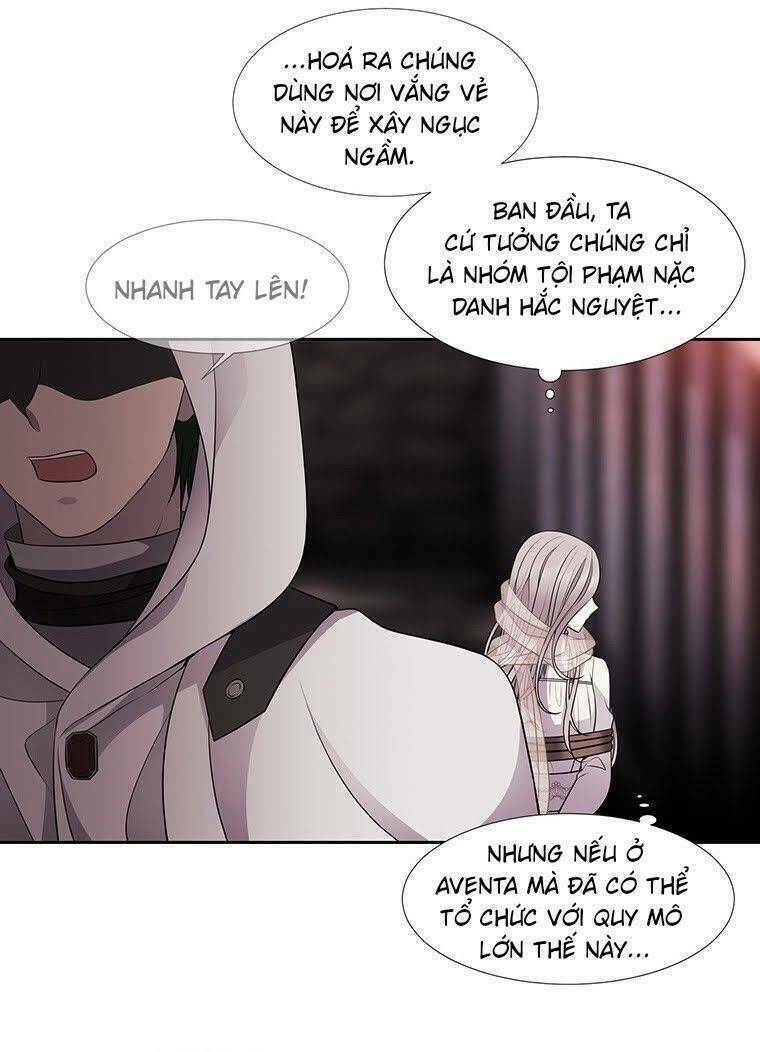 ...HOÁ RA CHÚNG
DÙNG NƠI VẮNG VẺ
NÀY ĐỂ XÂY NGỤC
NGẦM.
BAN ĐẦU, TA
CỨ TƯỞNG CHÚNG CHỈ
LÀ NHÓM TỘI PHẠM NẶC
DANH HẮC NGUYỆT...
NHANH TAY LÊN!
NHƯNG NẾU Ở
AVENTA MÀ ĐÃ CÓ THỂ
TỔ CHỨC VỚI QUY MÔ
LỚN THẾ NÀY...